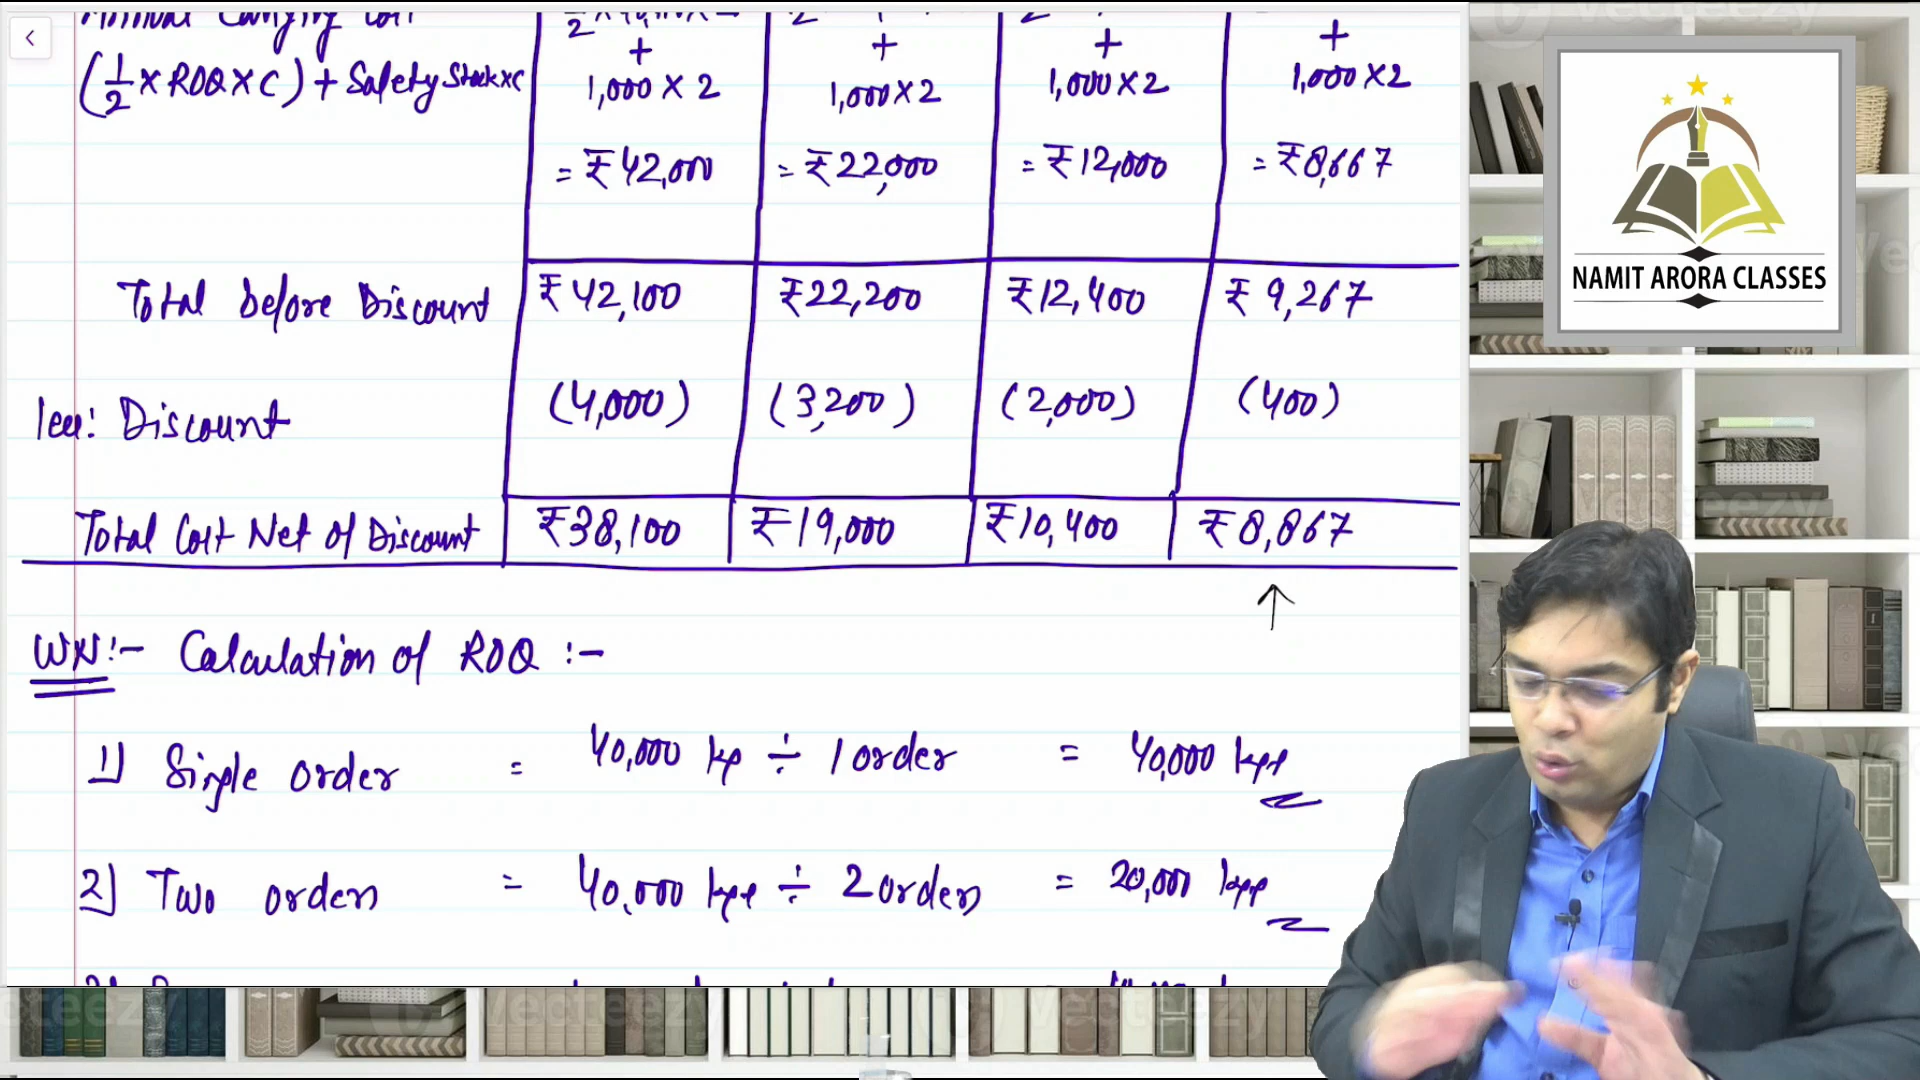 Annual Carrying Cost
(1/2 × ROQ × C) + Safety Stock × C
+ + + +
1,000 × 2 1,000 × 2 1,000 × 2 1,000 × 2
= ₹42,000 = ₹22,000 = ₹12,000 = ₹8,667
Total before Discount ₹42,100 ₹22,200 ₹12,400 ₹9,267
less: Discount (4,000) (3,200) (2,000) (400)
Total Cost Net of Discount ₹38,100 ₹19,000 ₹10,400 ₹8,867
WN:- Calculation of ROQ :-
1) Single order = 40,000 kg ÷ 1 order = 40,000 kgs
2) Two orders = 40,000 kgs ÷ 2 orders = 20,000 kgs
NAMIT ARORA CLASSES